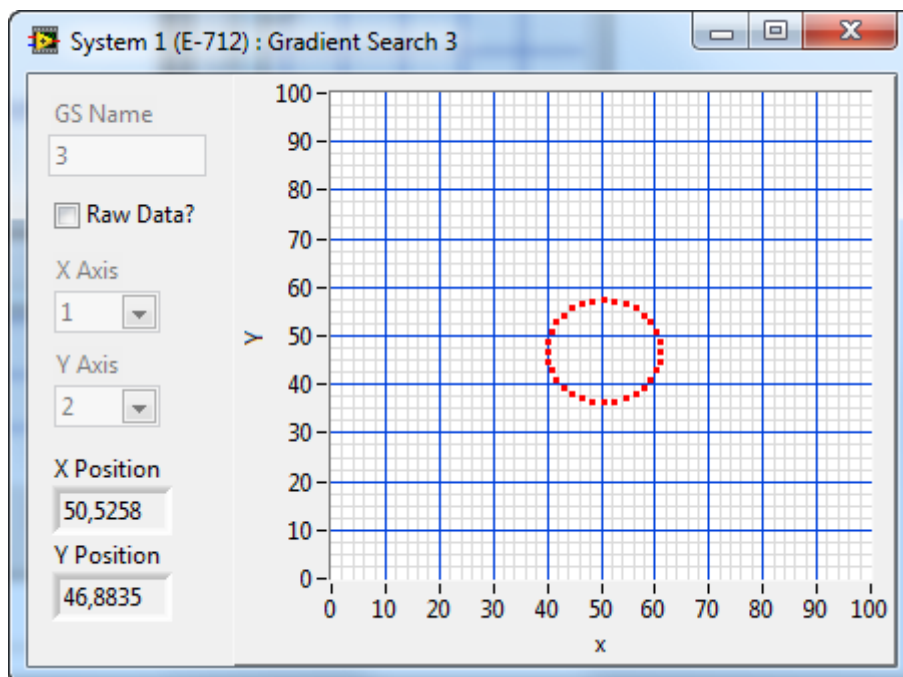 System 1 (E-712) : Gradient Search 3
GS Name
3
Raw Data?
X Axis
1
Y Axis
2
X Position
50,5258
Y Position
46,8835
100
90
80
70
60
50
40
30
20
10
0
Y
0 10 20 30 40 50 60 70 80 90 100
x